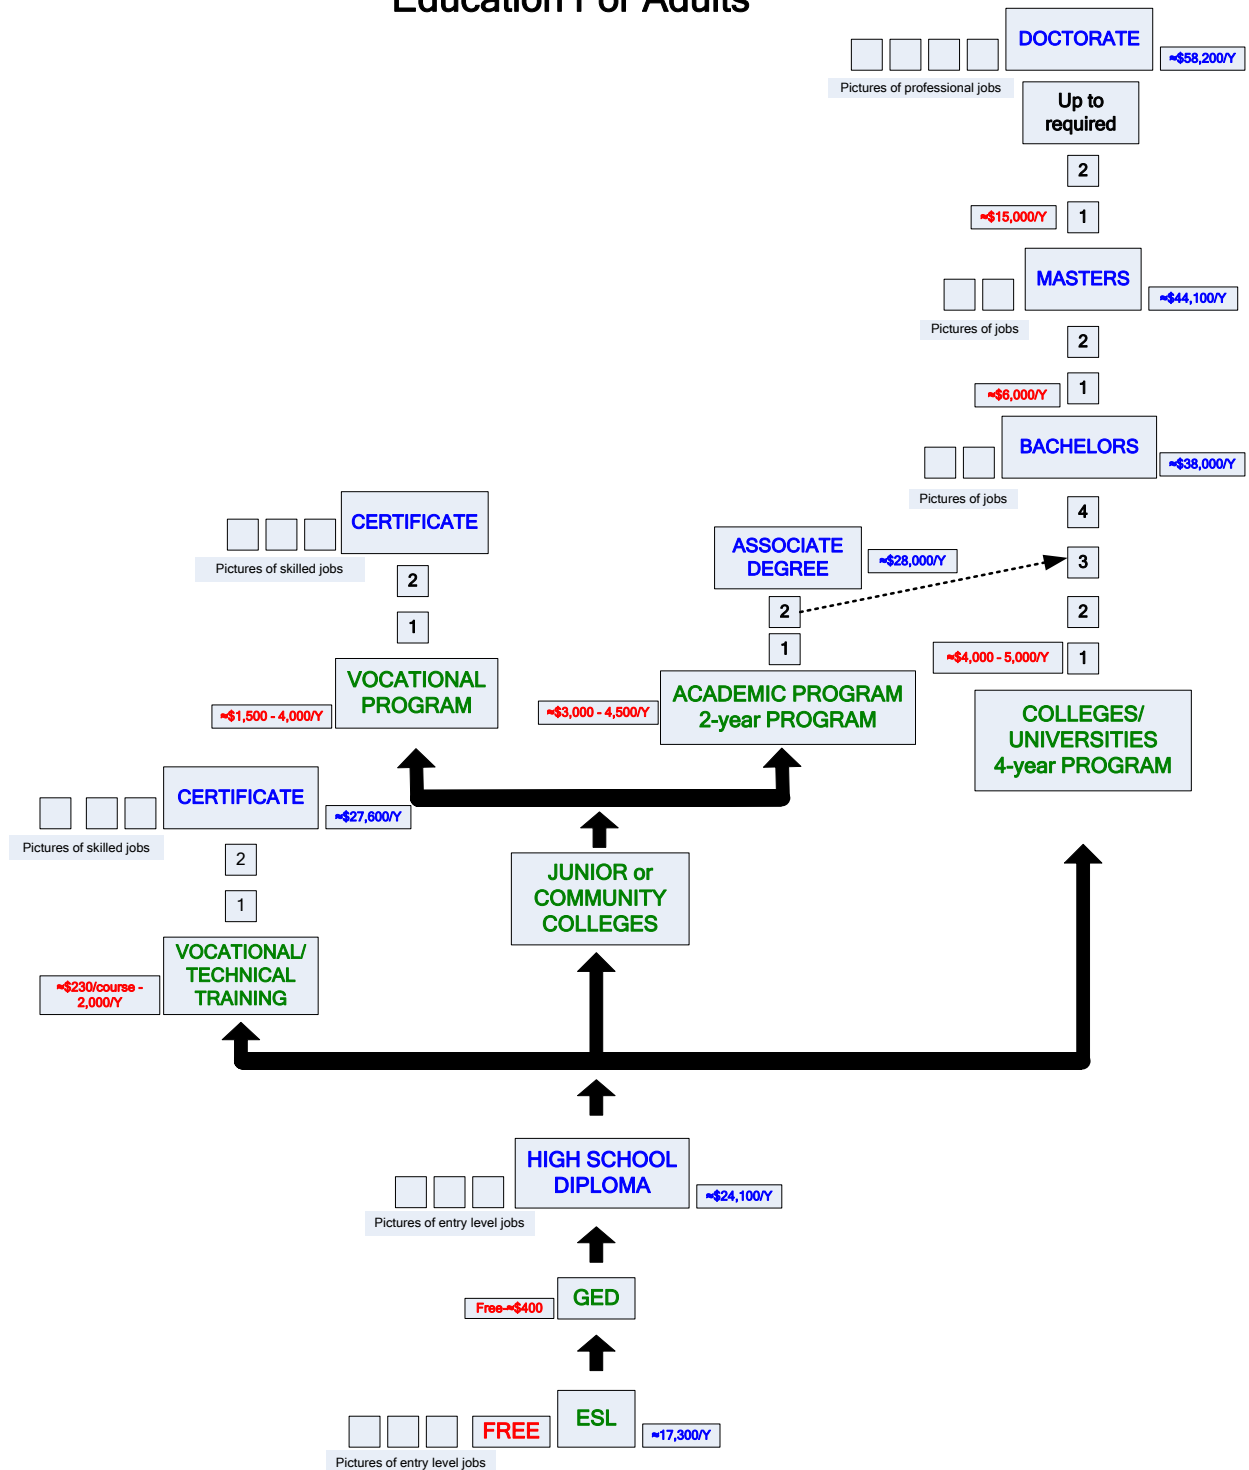 Education For Adults
DOCTORATE
≈$58,200/Y
Pictures of professional jobs
Up to
required
2
≈$15,000/Y
1
MASTERS
≈$44,100/Y
Pictures of jobs
2
≈$6,000/Y
1
BACHELORS
≈$38,000/Y
Pictures of jobs
4
CERTIFICATE
Pictures of skilled jobs
ASSOCIATE
DEGREE
≈$28,000/Y
3
2
2
2
1
1
≈$4,000 - 5,000/Y
1
VOCATIONAL
PROGRAM
≈$1,500 - 4,000/Y
≈$3,000 - 4,500/Y
ACADEMIC PROGRAM
2-year PROGRAM
COLLEGES/
UNIVERSITIES
4-year PROGRAM
CERTIFICATE
≈$27,600/Y
Pictures of skilled jobs
2
1
JUNIOR or
COMMUNITY
COLLEGES
VOCATIONAL/
TECHNICAL
TRAINING
≈$230/course -
2,000/Y
HIGH SCHOOL
DIPLOMA
≈$24,100/Y
Pictures of entry level jobs
Free-≈$400
GED
FREE
ESL
≈17,300/Y
Pictures of entry level jobs